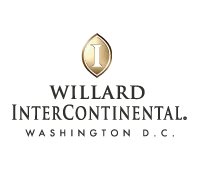 I
WILLARD
INTERCONTINENTAL®
WASHINGTON D.C.